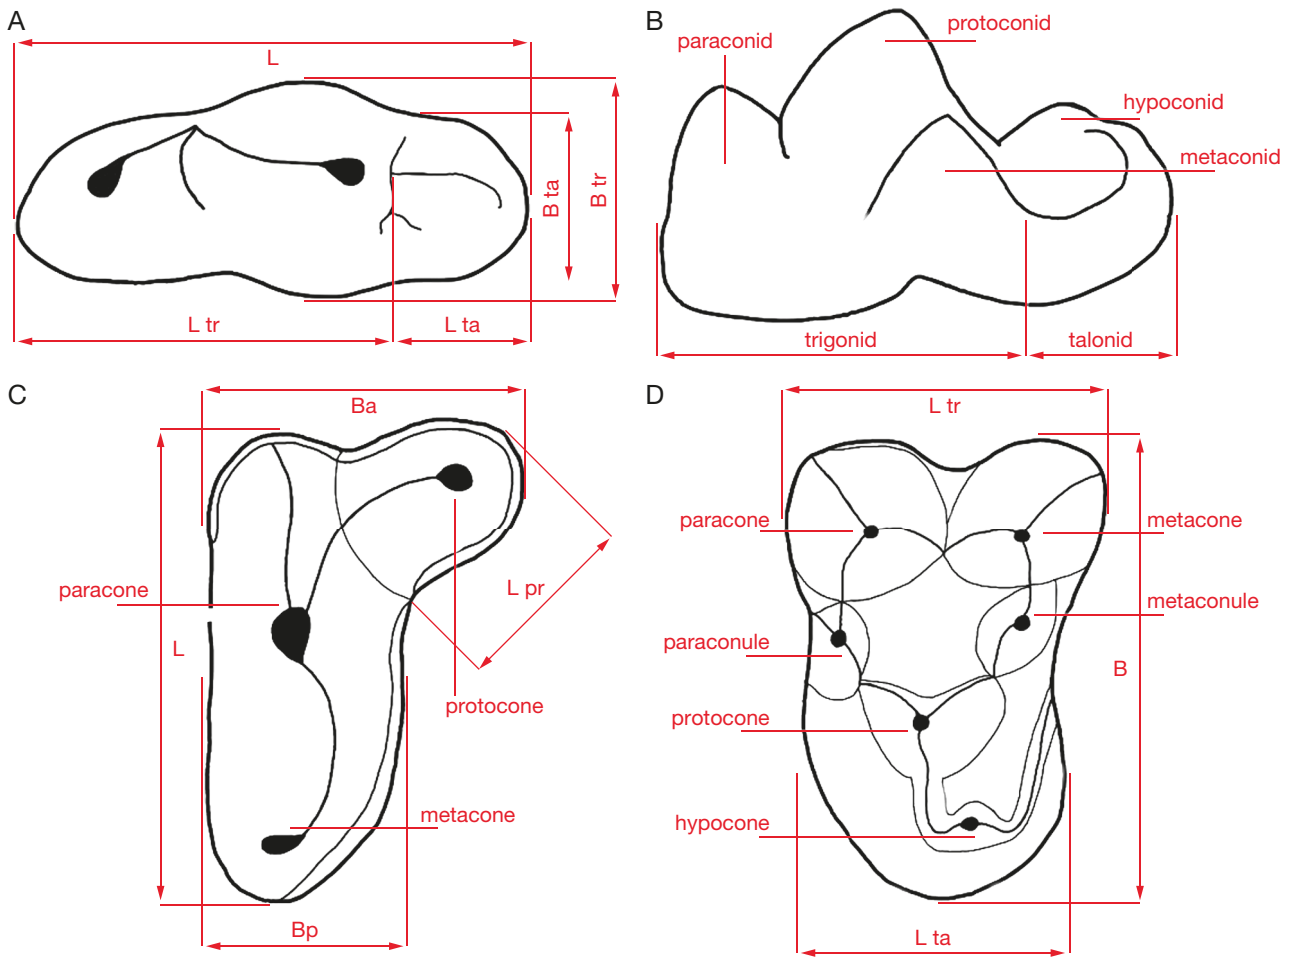 A
L
B ta
B tr
L tr
L ta
B
paraconid
protoconid
hypoconid
metaconid
trigonid
talonid
C
Ba
paracone
L
L pr
protocone
metacone
Bp
D
L tr
paracone
metacone
metaconule
paraconule
B
protocone
hypocone
L ta